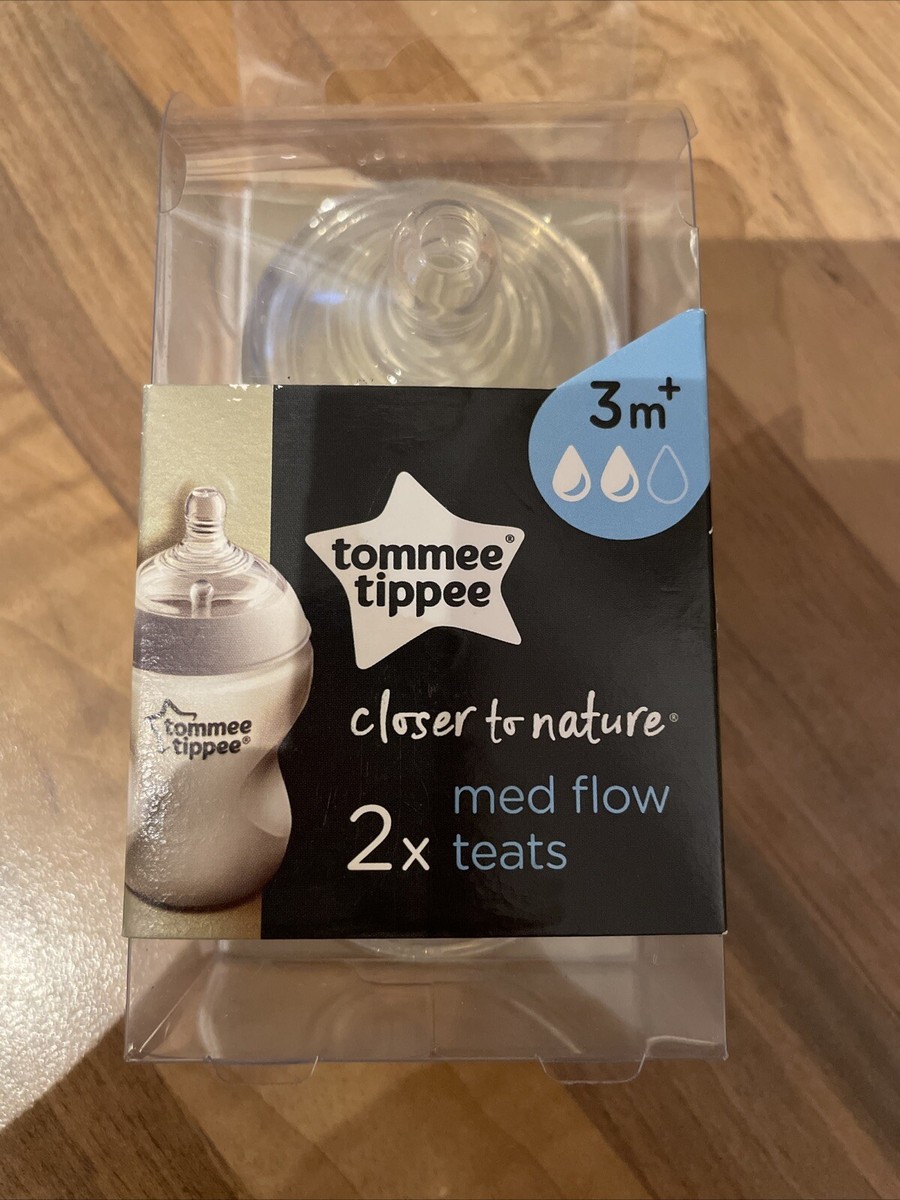 3m+
tommee®
tippee
closer to nature®
2x med flow
teats
tommee
tippee®